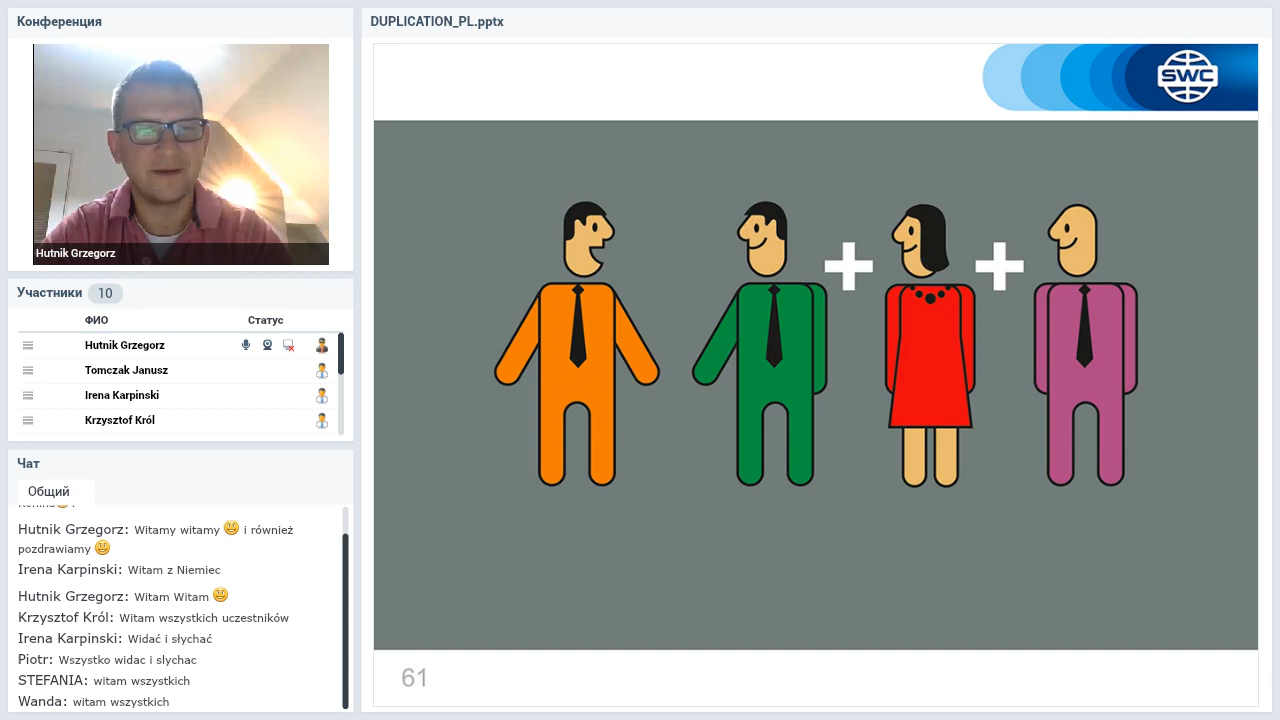 Конференция
Hutnik Grzegorz
Участники 10
ФИО Статус
Hutnik Grzegorz
Tomczak Janusz
Irena Karpinski
Krzysztof Król
Чат
Общий
Hutnik Grzegorz: Witamy witamy i również
pozdrawiamy
Irena Karpinski: Witam z Niemiec
Hutnik Grzegorz: Witam Witam
Krzysztof Król: Witam wszystkich uczestników
Irena Karpinski: Widać i słychać
Piotr: Wszystko widac i slychac
STEFANIA: witam wszystkich
Wanda: witam wszystkich
DUPLICATION_PL.pptx
SWC
61